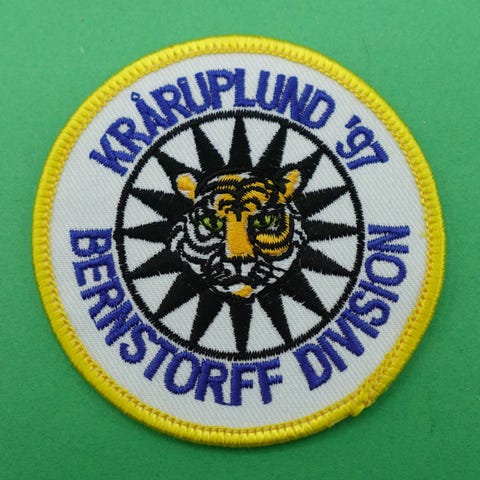 KRÅRUPLUND '97
BERNSTORFF DIVISION